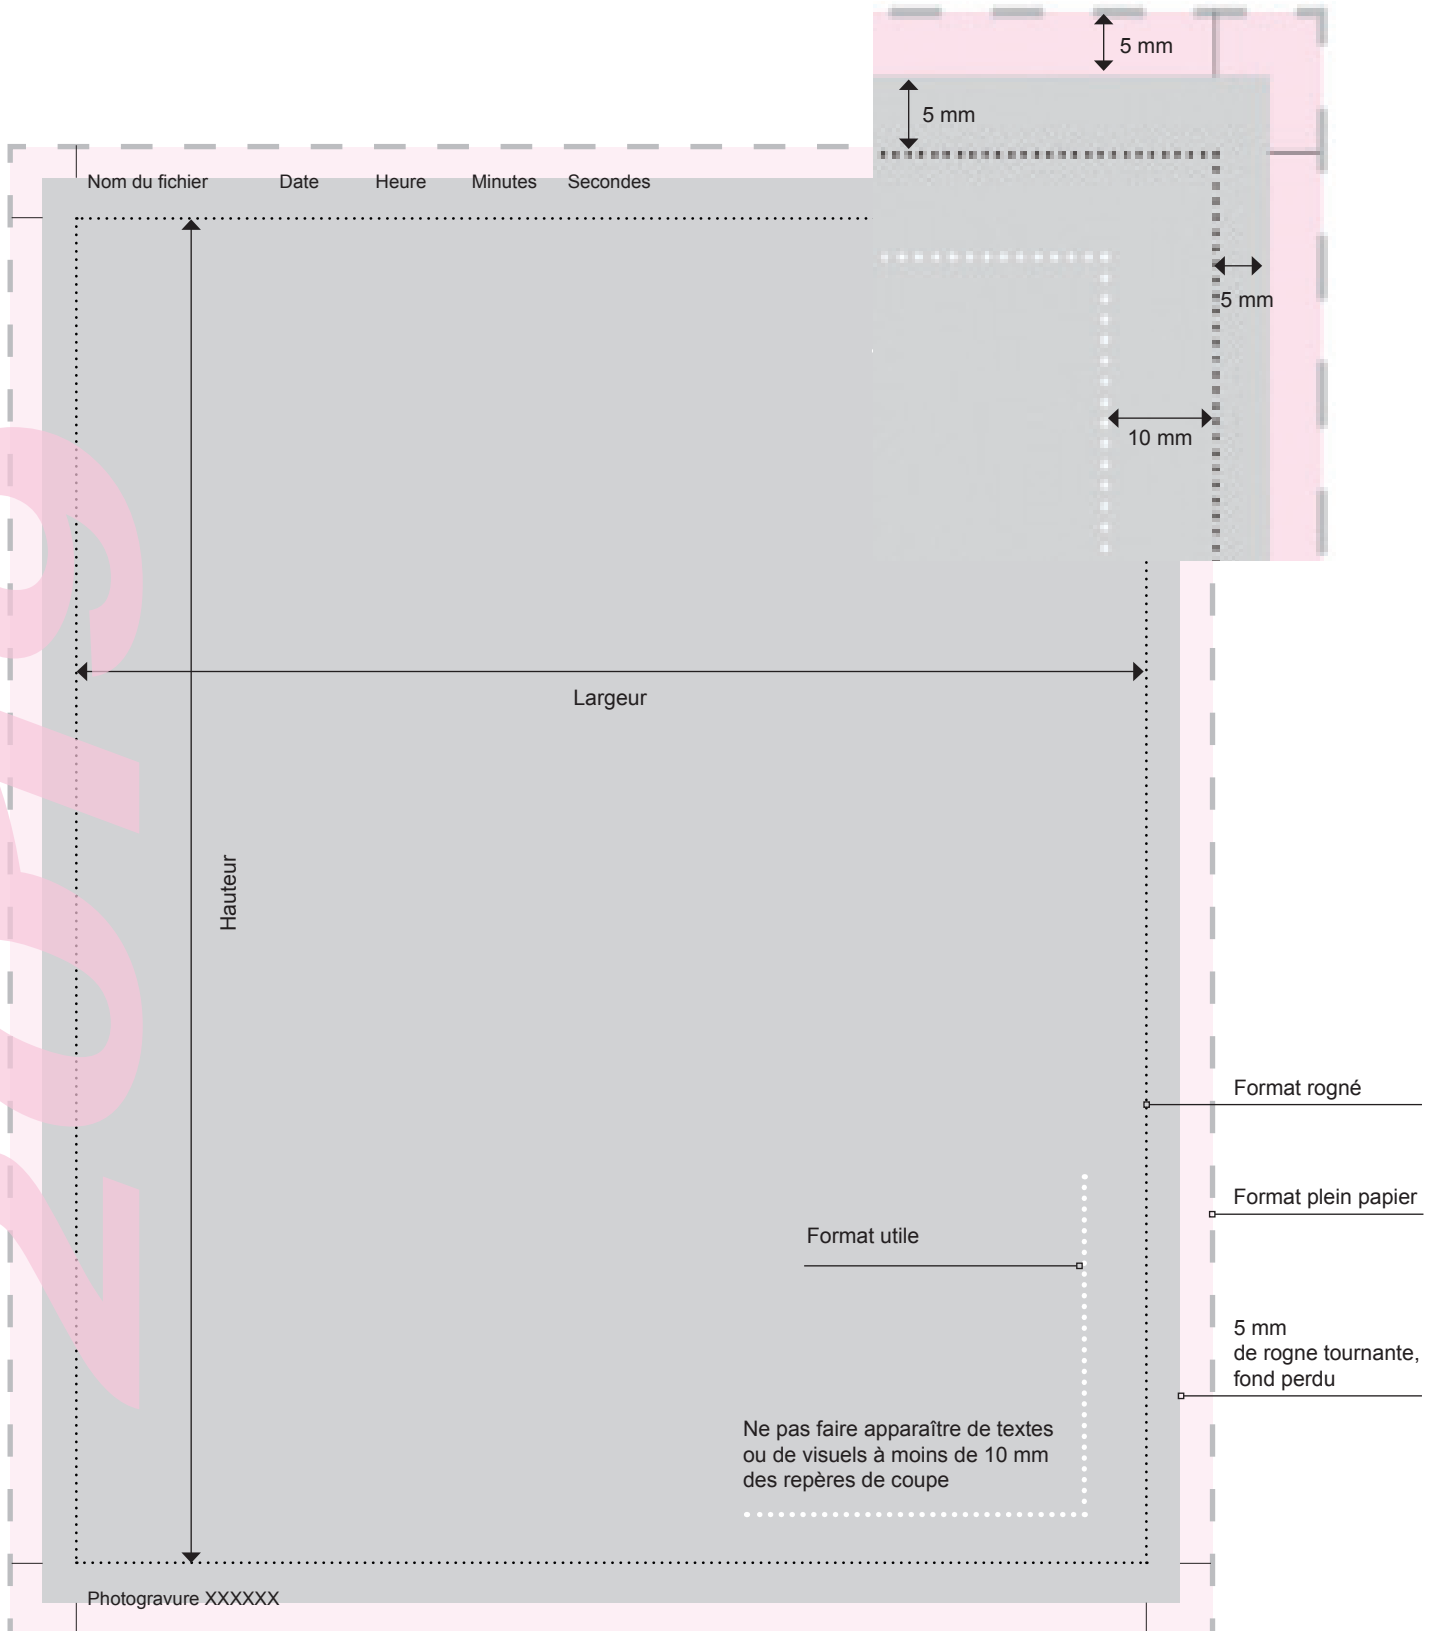 5 mm
5 mm
Nom du fichier Date Heure Minutes Secondes
5 mm
10 mm
Largeur
Hauteur
Format rogné
Format plein papier
Format utile
5 mm
de rogne tournante,
fond perdu
Ne pas faire apparaître de textes
ou de visuels à moins de 10 mm
des repères de coupe
Photogravure XXXXXX